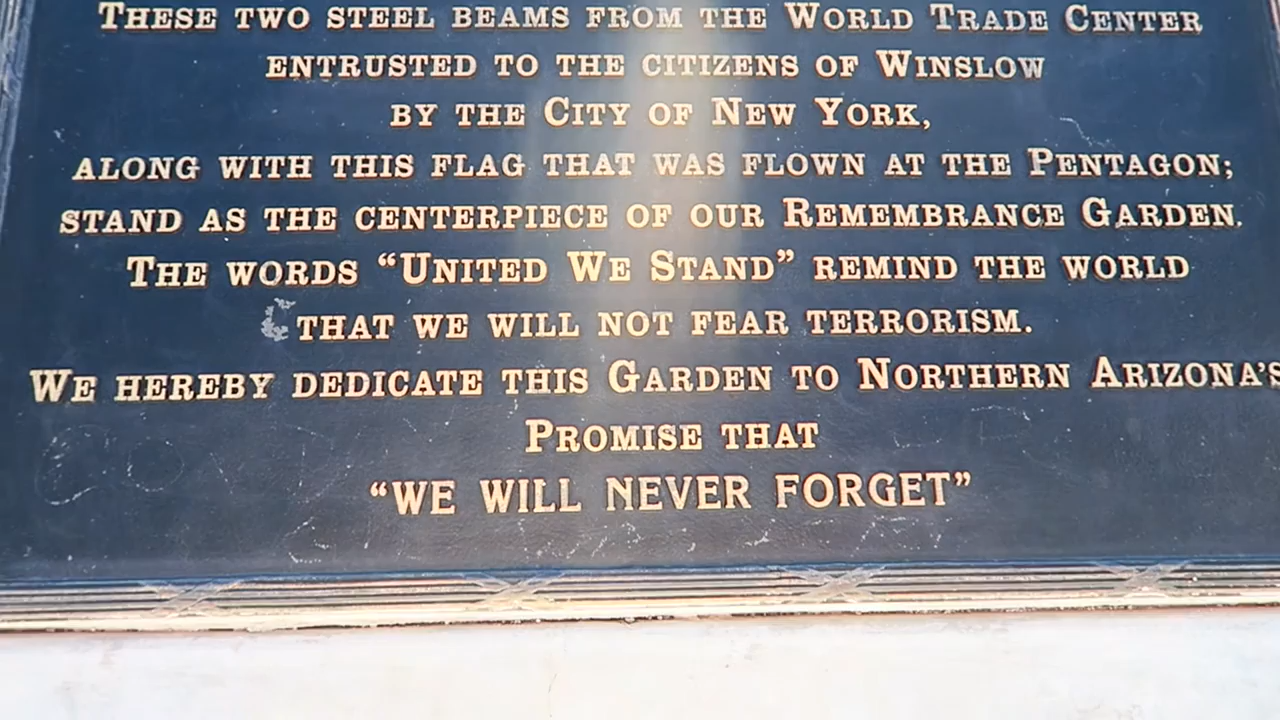 These two steel beams from the World Trade Center
entrusted to the citizens of Winslow
by the City of New York,
along with this flag that was flown at the Pentagon;
stand as the centerpiece of our Remembrance Garden.
The words “United We Stand” remind the world
that we will not fear terrorism.
We hereby dedicate this Garden to Northern Arizona’s
Promise that
“WE WILL NEVER FORGET”